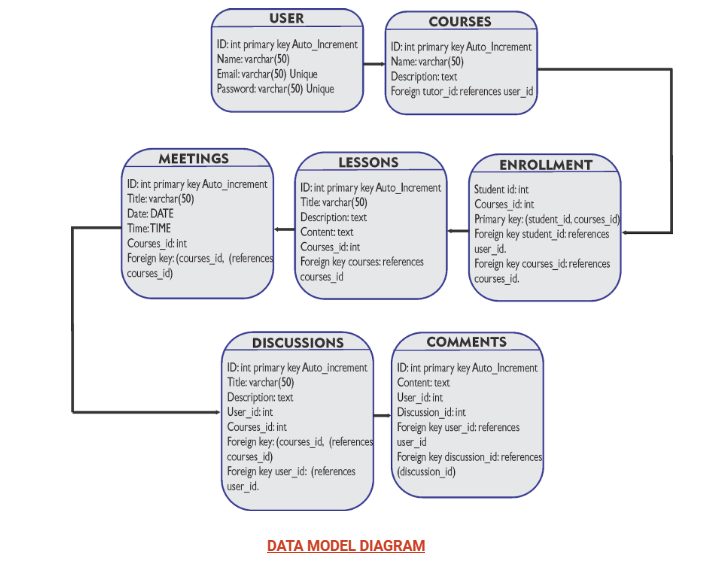 USER
ID: int primary key Auto_Increment
Name: varchar(50)
Email: varchar(50) Unique
Password: varchar(50) Unique
COURSES
ID: int primary key Auto_Increment
Name: varchar(50)
Description: text
Foreign tutor_id: references user_id
MEETINGS
ID: int primary key Auto_increment
Title: varchar(50)
Date: DATE
Time: TIME
Courses_id: int
Foreign key: (courses_id, (references
courses_id)
LESSONS
ID: int primary key Auto_Increment
Title: varchar(50)
Description: text
Content: text
Courses_id: int
Foreign key courses: references
courses_id
ENROLLMENT
Student id: int
Courses_id: int
Primary key: (student_id, courses_id)
Foreign key student_id: references
user_id.
Foreign key courses_id: references
courses_id.
DISCUSSIONS
ID: int primary key Auto_increment
Title: varchar(50)
Description: text
User_id: int
Courses_id: int
Foreign key: (courses_id, (references
courses_id)
Foreign key user_id: (references
user_id.
COMMENTS
ID: int primary key Auto_Increment
Content: text
User_id: int
Discussion_id: int
Foreign key user_id: references
user_id
Foreign key discussion_id: references
(discussion_id)
DATA MODEL DIAGRAM